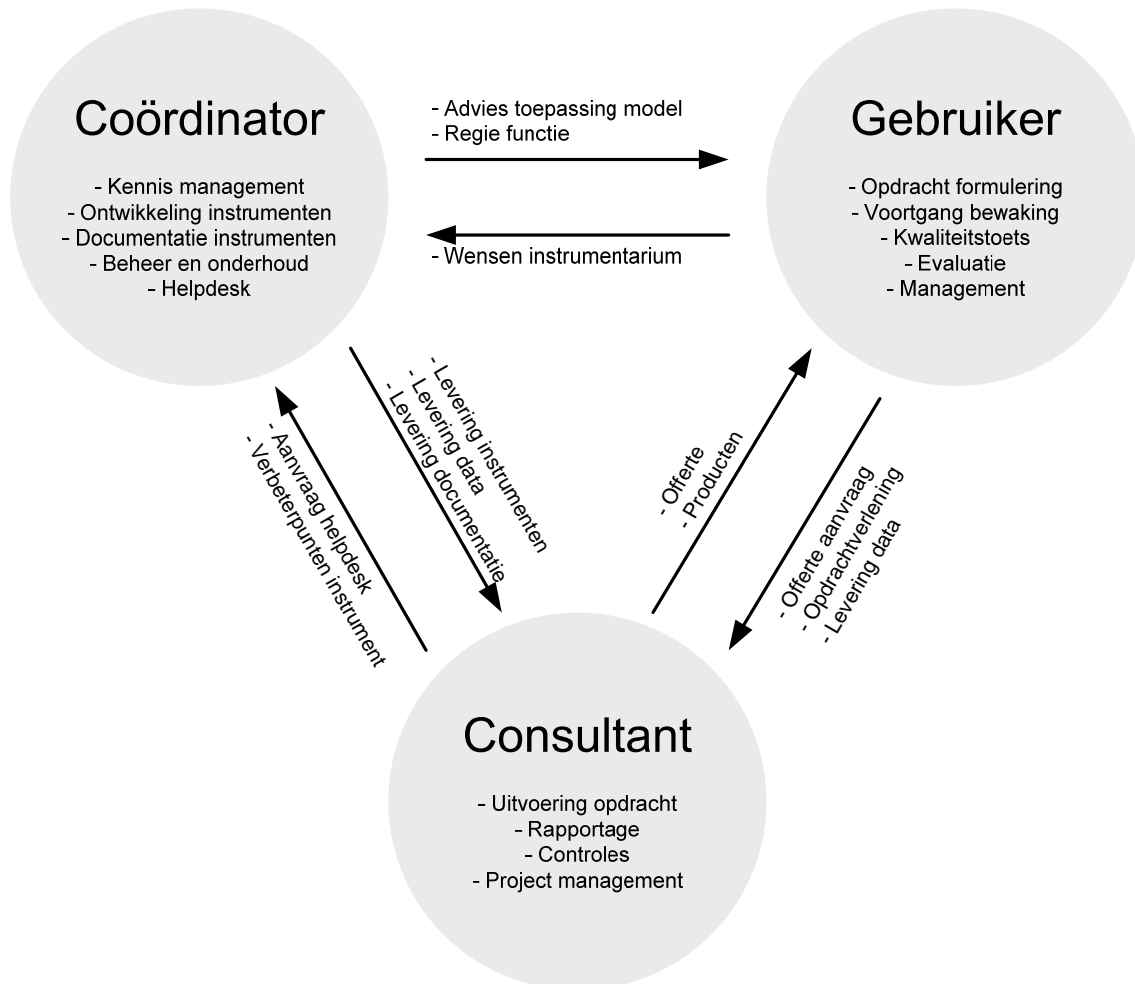 Coördinator
- Kennis management
- Ontwikkeling instrumenten
- Documentatie instrumenten
- Beheer en onderhoud
- Helpdesk
- Advies toepassing model
- Regie functie
- Wensen instrumentarium
Gebruiker
- Opdracht formulering
- Voortgang bewaking
- Kwaliteitstoets
- Evaluatie
- Management
- Levering instrumenten
- Levering data
- Levering documentatie
- Aanvraag helpdesk
- Verbeterpunten instrument
- Offerte
- Producten
- Offerte aanvraag
- Opdrachtverlening
- Levering data
Consultant
- Uitvoering opdracht
- Rapportage
- Controles
- Project management